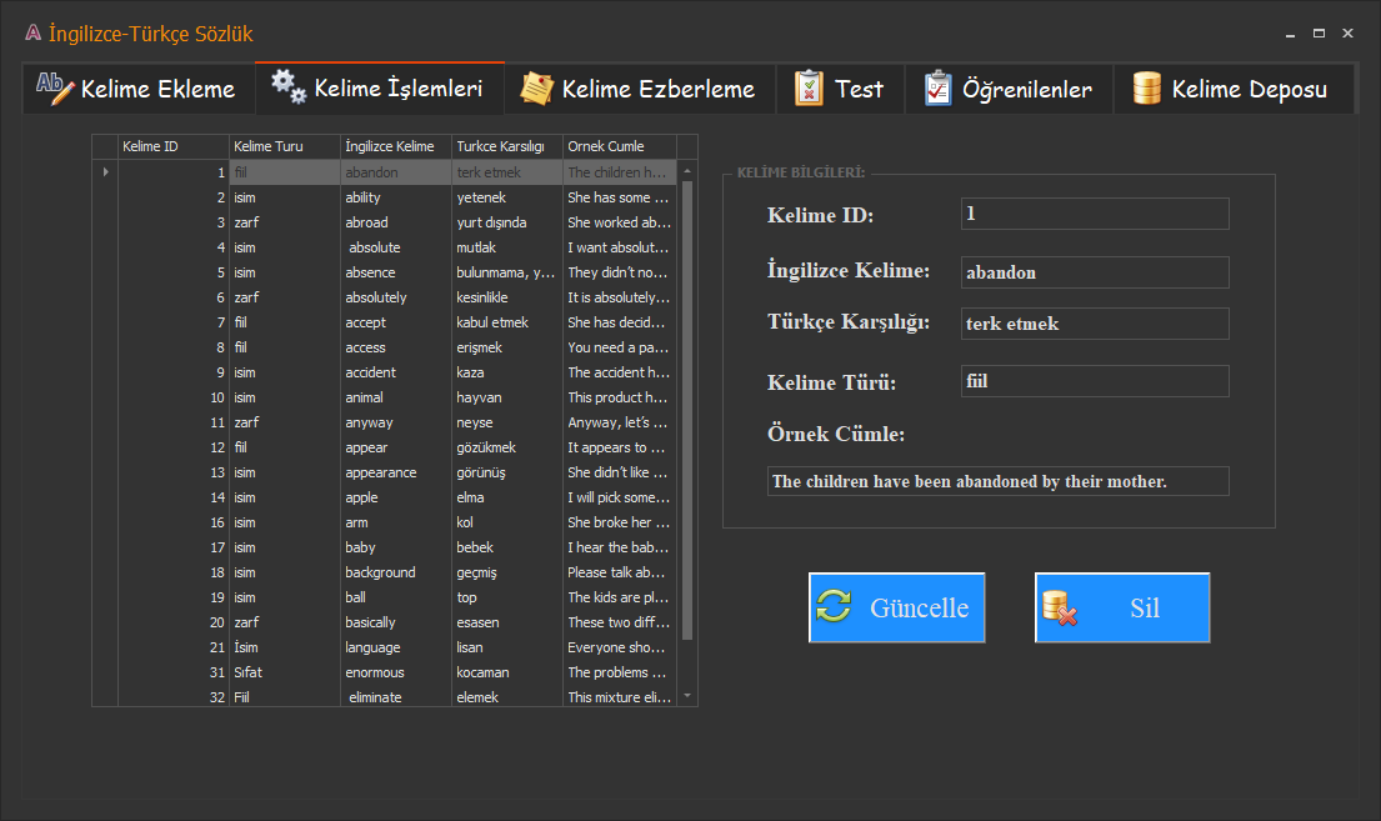 İngilizce-Türkçe Sözlük
Kelime Ekleme Kelime İşlemleri Kelime Ezberleme Test Öğrenilenler Kelime Deposu
Kelime ID Kelime Turu İngilizce Kelime Turkce Karsılıgı Ornek Cumle
1 fiil abandon terk etmek The children h...
2 isim ability yetenek She has some ...
3 zarf abroad yurt dışında She worked ab...
4 isim absolute mutlak I want absolut...
5 isim absence bulunmama, y... They didn't no...
6 zarf absolutely kesinlikle It is absolutely...
7 fiil accept kabul etmek She has decid...
8 fiil access erişmek You need a pa...
9 isim accident kaza The accident h...
10 isim animal hayvan This product h...
11 zarf anyway neyse Anyway, let's ...
12 fiil appear gözükmek It appears to ...
13 isim appearance görünüş She didn't like ...
14 isim apple elma I will pick some...
16 isim arm kol She broke her ...
17 isim baby bebek I hear the bab...
18 isim background geçmiş Please talk ab...
19 isim ball top The kids are pl...
20 zarf basically esasen These two diff...
21 İsim language lisan Everyone sho...
31 Sıfat enormous kocaman The problems ...
32 Fiil eliminate elemek This mixture eli...
KELİME BİLGİLERİ:
Kelime ID: 1
İngilizce Kelime: abandon
Türkçe Karşılığı: terk etmek
Kelime Türü: fiil
Örnek Cümle:
The children have been abandoned by their mother.
Güncelle Sil